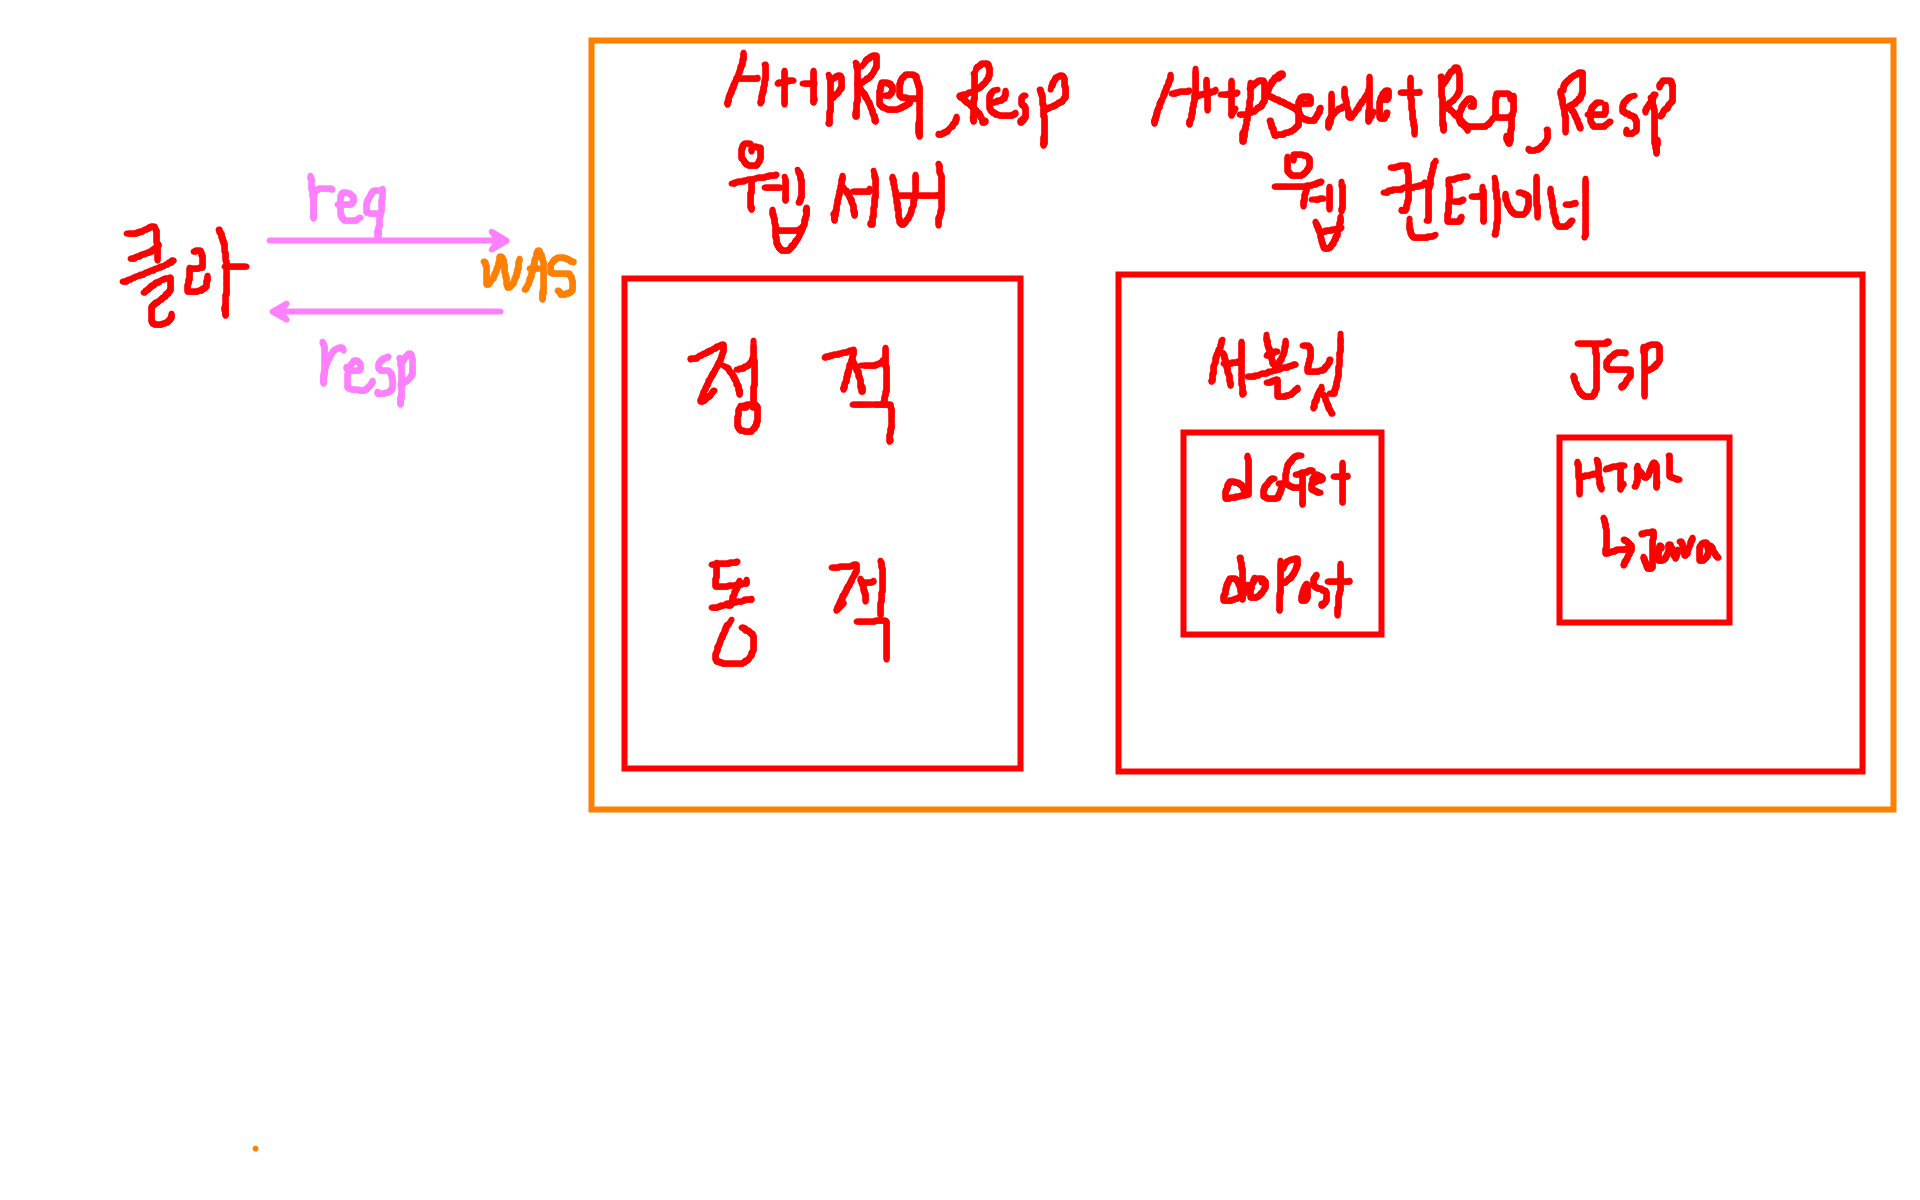 클라
req
resp
WAS
HttpReq, Resp
웹 서버
정 적
동 적
HttpServletReq, Resp
웹 컨테이너
서블릿
doGet
doPost
JSP
HTML
↳Java